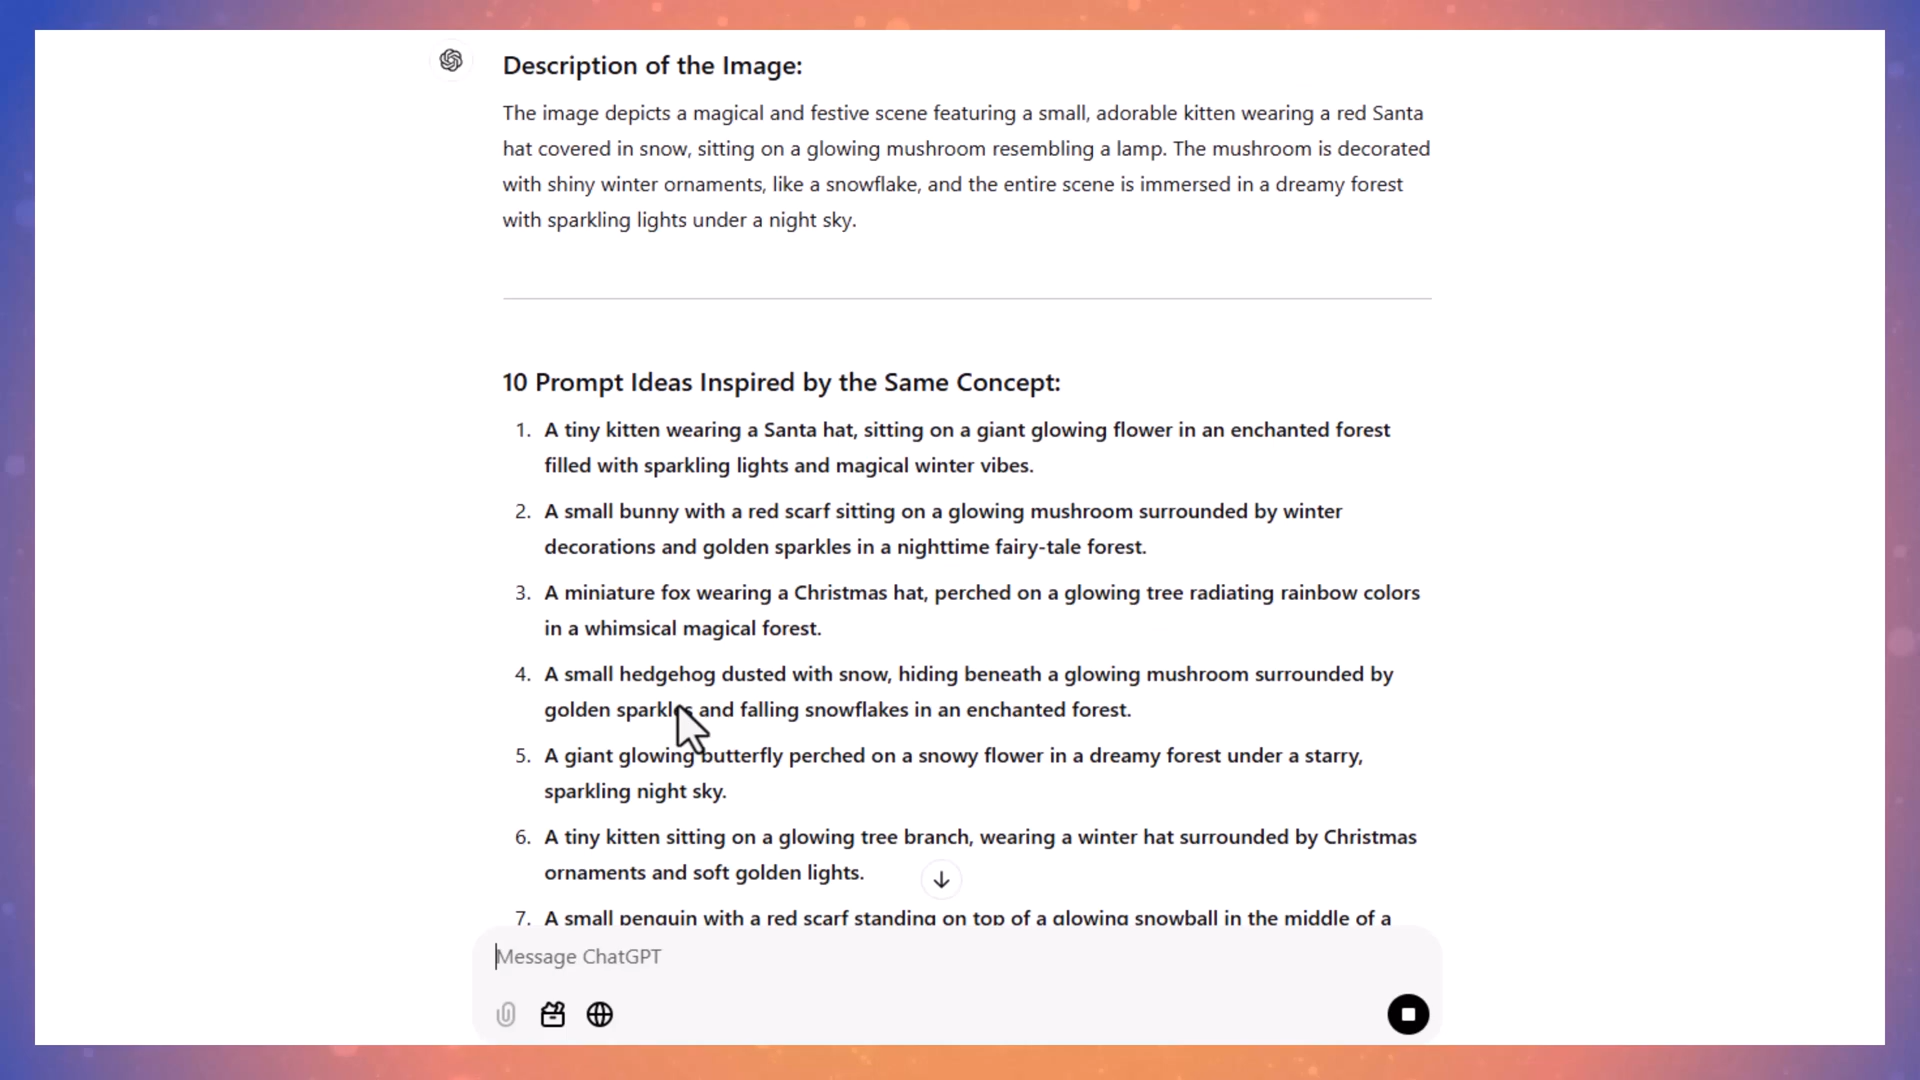 Description of the Image:
The image depicts a magical and festive scene featuring a small, adorable kitten wearing a red Santa
hat covered in snow, sitting on a glowing mushroom resembling a lamp. The mushroom is decorated
with shiny winter ornaments, like a snowflake, and the entire scene is immersed in a dreamy forest
with sparkling lights under a night sky.
10 Prompt Ideas Inspired by the Same Concept:
1. A tiny kitten wearing a Santa hat, sitting on a giant glowing flower in an enchanted forest
filled with sparkling lights and magical winter vibes.
2. A small bunny with a red scarf sitting on a glowing mushroom surrounded by winter
decorations and golden sparkles in a nighttime fairy-tale forest.
3. A miniature fox wearing a Christmas hat, perched on a glowing tree radiating rainbow colors
in a whimsical magical forest.
4. A small hedgehog dusted with snow, hiding beneath a glowing mushroom surrounded by
golden sparkles and falling snowflakes in an enchanted forest.
5. A giant glowing butterfly perched on a snowy flower in a dreamy forest under a starry,
sparkling night sky.
6. A tiny kitten sitting on a glowing tree branch, wearing a winter hat surrounded by Christmas
ornaments and soft golden lights.
7. A small penguin with a red scarf standing on top of a glowing snowball in the middle of a
Message ChatGPT